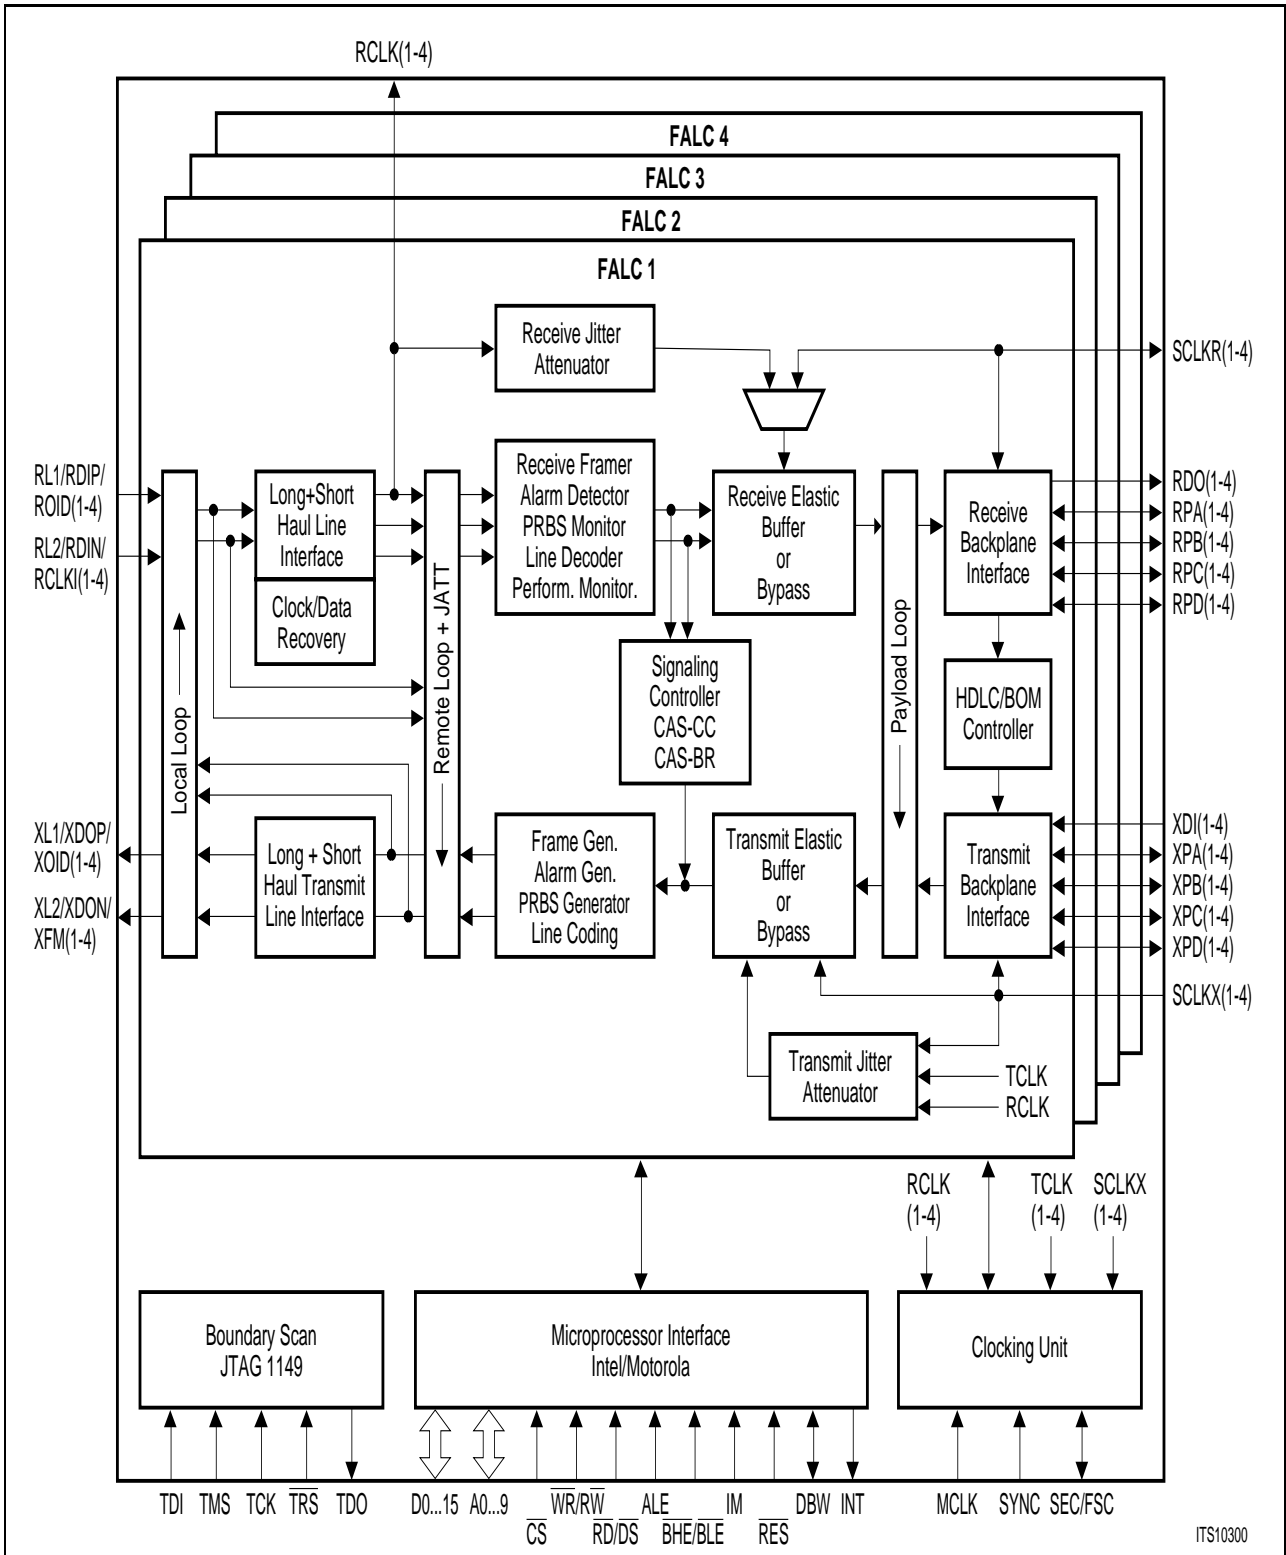 RCLK(1-4)
FALC 4
FALC 3
FALC 2
FALC 1
Receive Jitter
Attenuator
SCLKR(1-4)
RL1/RDIP/
ROID(1-4)
RL2/RDIN/
RCLKI(1-4)
Local Loop
Long+Short
Haul Line
Interface
Clock/Data
Recovery
Remote Loop + JATT
Receive Framer
Alarm Detector
PRBS Monitor
Line Decoder
Perform. Monitor.
Receive Elastic
Buffer
or
Bypass
Payload Loop
Receive
Backplane
Interface
RDO(1-4)
RPA(1-4)
RPB(1-4)
RPC(1-4)
RPD(1-4)
Signaling
Controller
CAS-CC
CAS-BR
HDLC/BOM
Controller
XL1/XDOP/
XOID(1-4)
XL2/XDON/
XFM(1-4)
Long + Short
Haul Transmit
Line Interface
Frame Gen.
Alarm Gen.
PRBS Generator
Line Coding
Transmit Elastic
Buffer
or
Bypass
Transmit
Backplane
Interface
XDI(1-4)
XPA(1-4)
XPB(1-4)
XPC(1-4)
XPD(1-4)
SCLKX(1-4)
Transmit Jitter
Attenuator
TCLK
RCLK
RCLK
(1-4)
TCLK
(1-4)
SCLKX
(1-4)
Boundary Scan
JTAG 1149
Microprocessor Interface
Intel/Motorola
Clocking Unit
TDI TMS TCK T̅R̅S̅ TDO D0...15 A0...9 W̅R̅/RW̅ ALE IM DBW INT MCLK SYNC SEC/FSC
C̅S̅ R̅D̅/D̅S̅ B̅H̅E̅/B̅L̅E̅ R̅E̅S̅
ITS10300